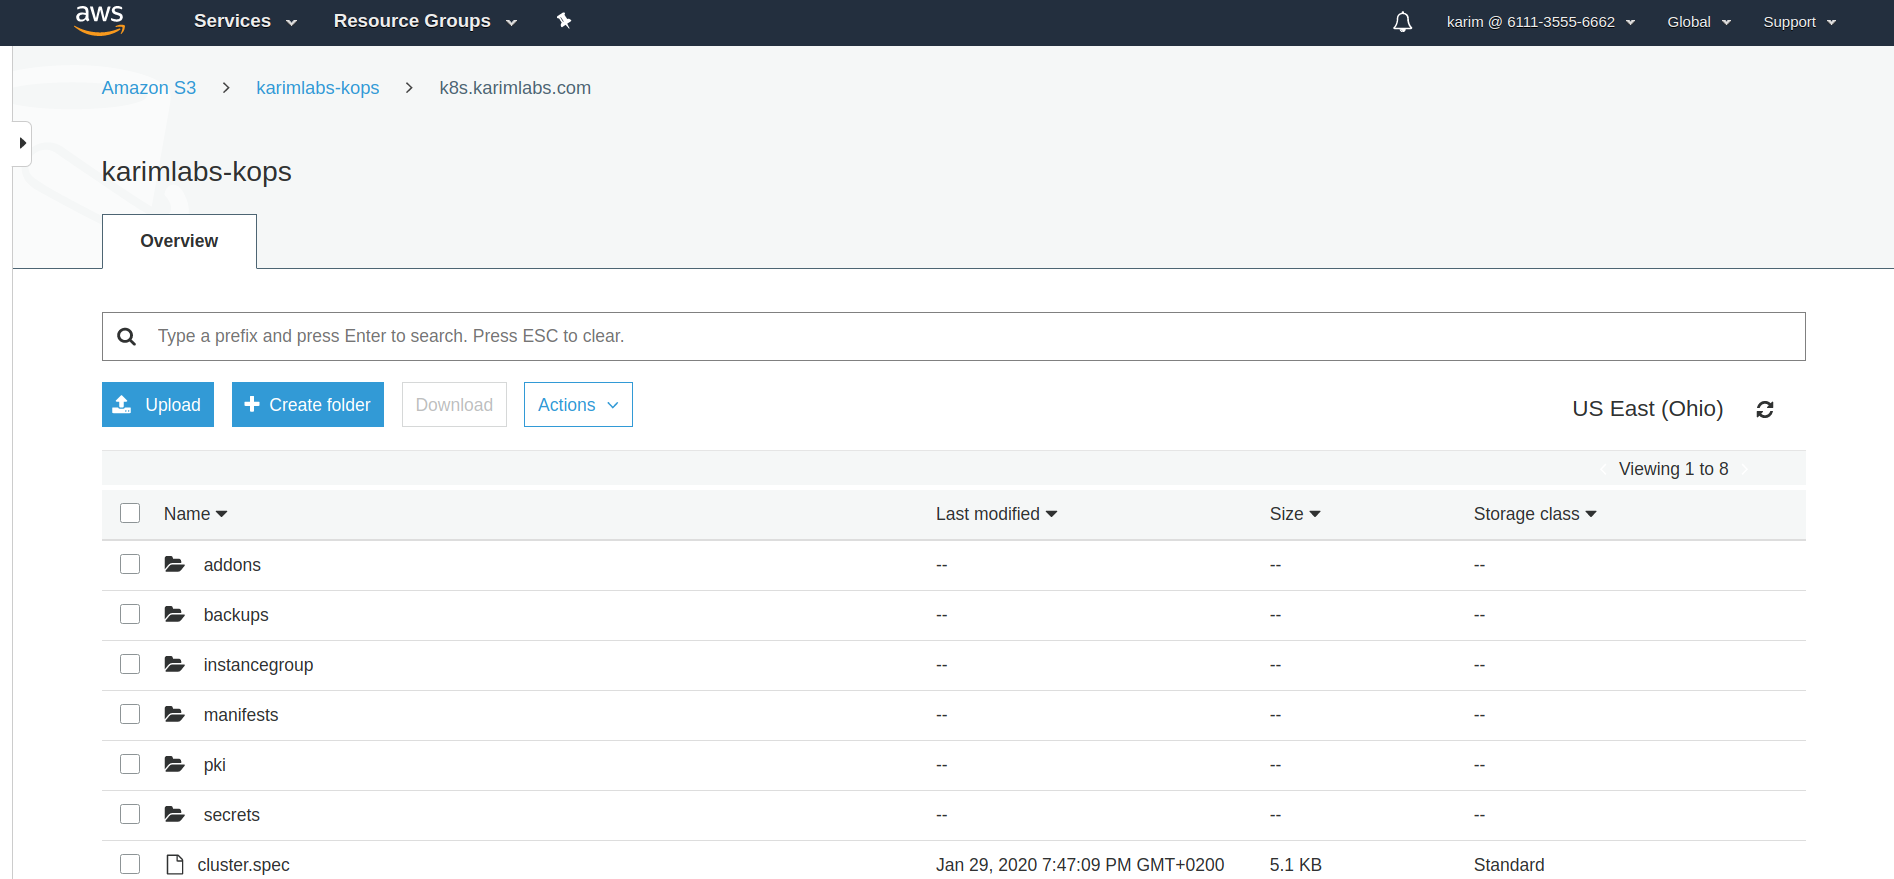 aws Services Resource Groups karim @ 6111-3555-6662 Global Support
Amazon S3 > karimlabs-kops > k8s.karimlabs.com
karimlabs-kops
Overview
Type a prefix and press Enter to search. Press ESC to clear.
Upload Create folder Download Actions US East (Ohio)
Viewing 1 to 8
Name Last modified Size Storage class
addons -- -- --
backups -- -- --
instancegroup -- -- --
manifests -- -- --
pki -- -- --
secrets -- -- --
cluster.spec Jan 29, 2020 7:47:09 PM GMT+0200 5.1 KB Standard